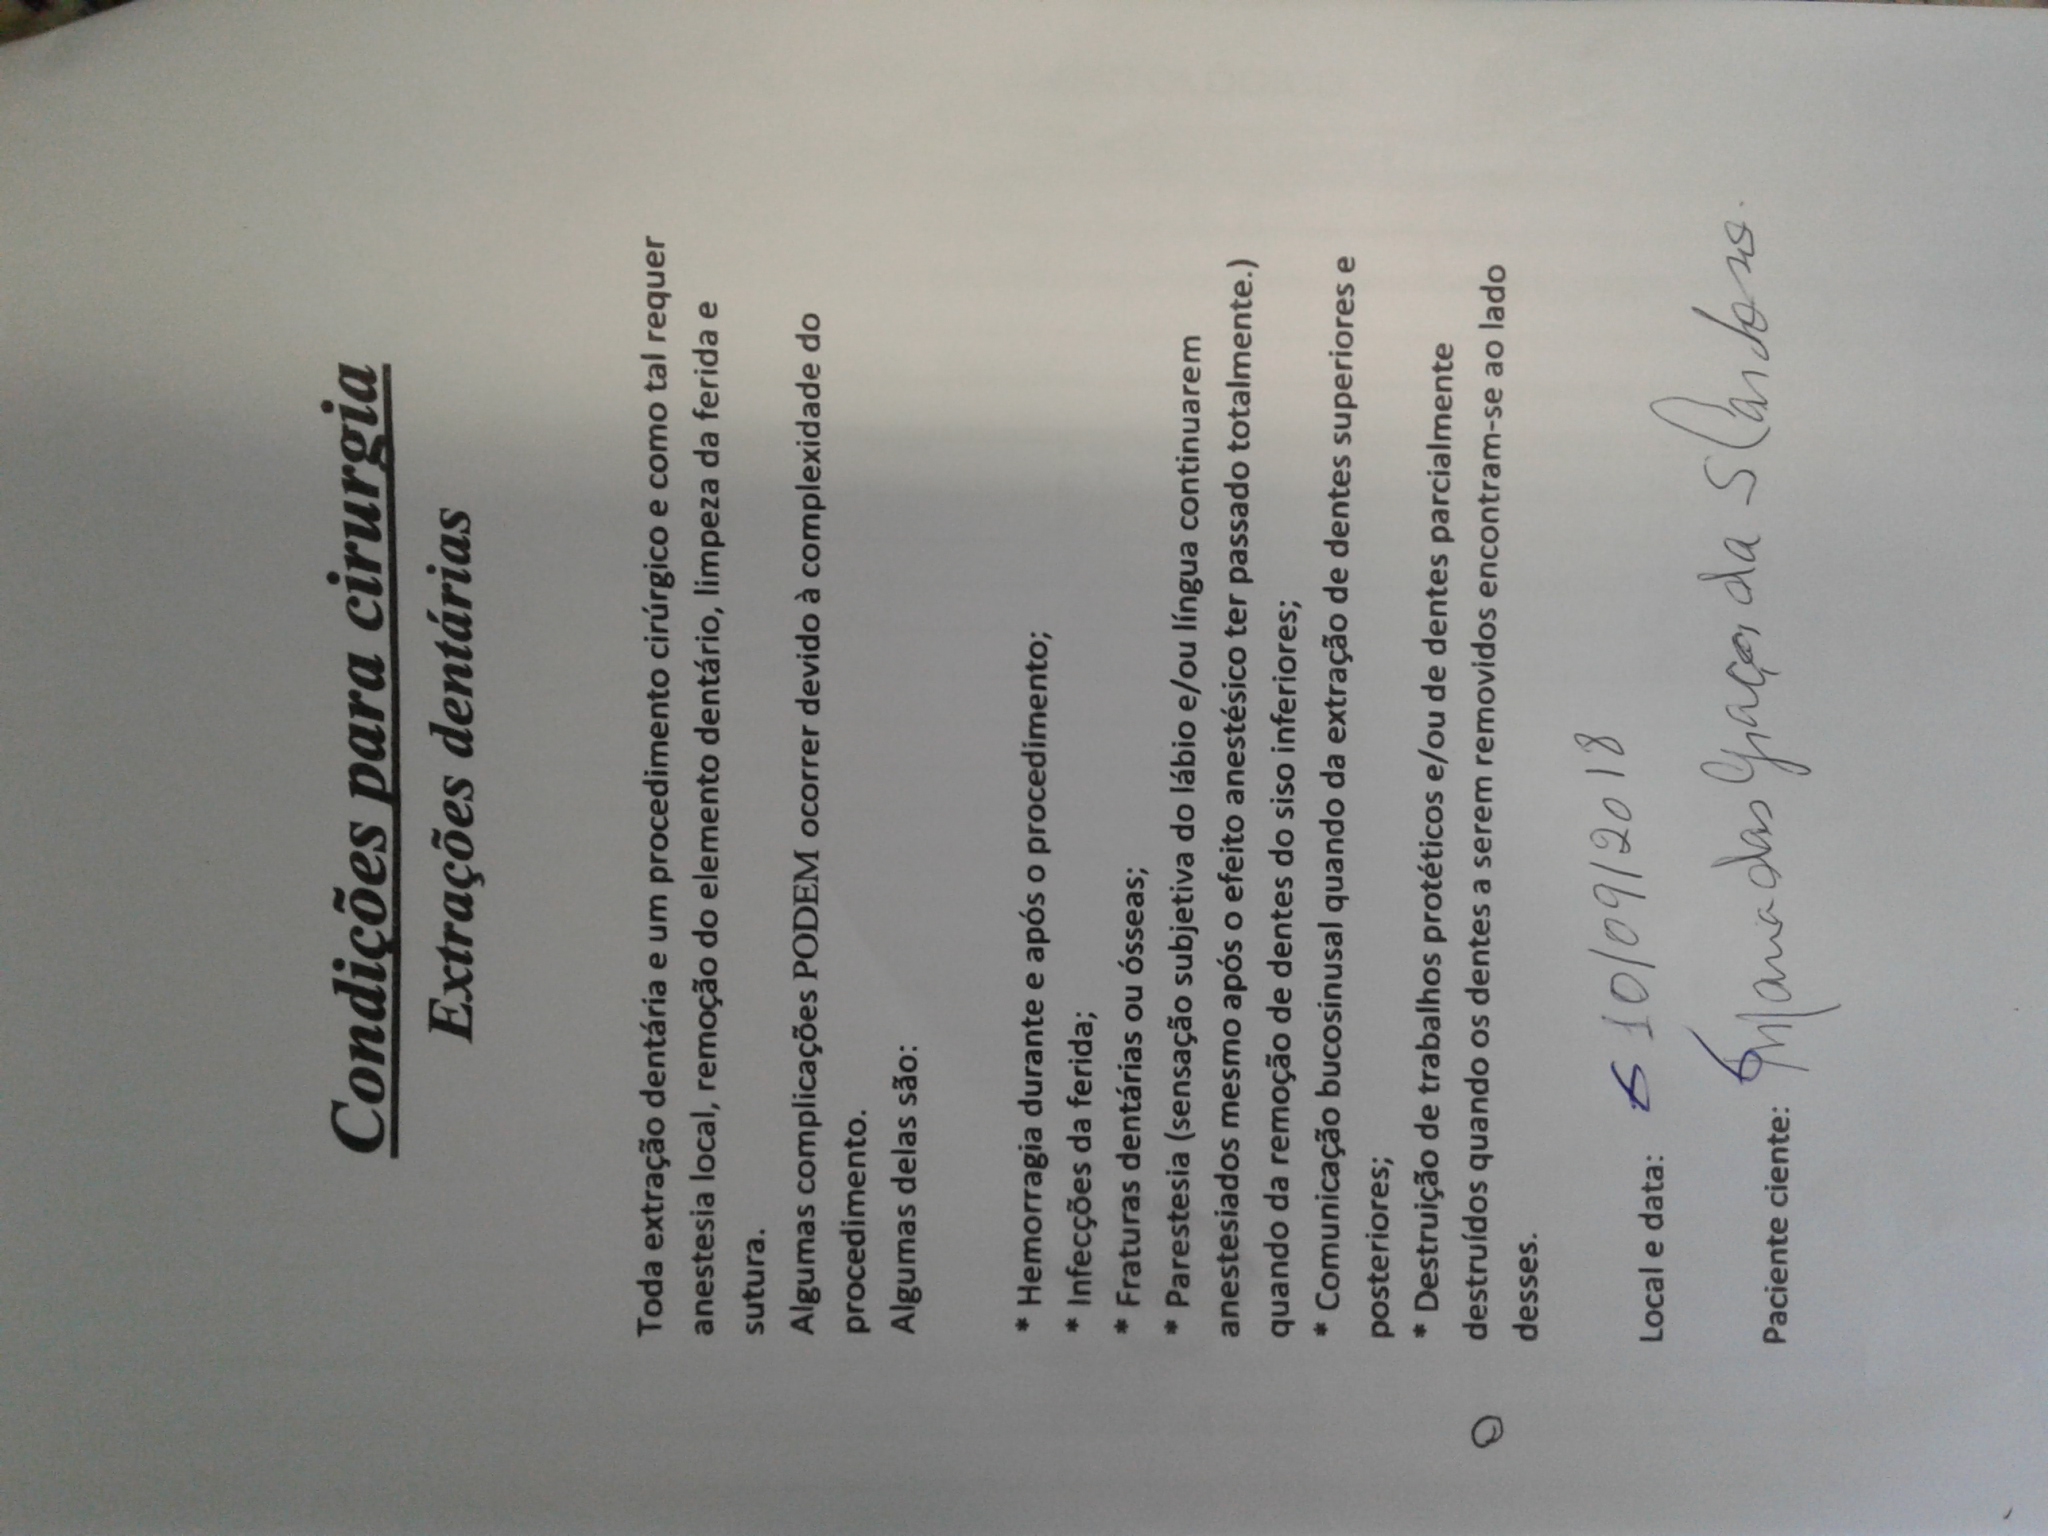 Condições para cirurgia
Extrações dentárias
Toda extração dentária e um procedimento cirúrgico e como tal requer
anestesia local, remoção do elemento dentário, limpeza da ferida e
sutura.
Algumas complicações PODEM ocorrer devido à complexidade do
procedimento.
Algumas delas são:
* Hemorragia durante e após o procedimento;
* Infecções da ferida;
* Fraturas dentárias ou ósseas;
* Parestesia (sensação subjetiva do lábio e/ou língua continuarem
anestesiados mesmo após o efeito anestésico ter passado totalmente.)
quando da remoção de dentes do siso inferiores;
* Comunicação bucosinusal quando da extração de dentes superiores e
posteriores;
* Destruição de trabalhos protéticos e/ou de dentes parcialmente
destruídos quando os dentes a serem removidos encontram-se ao lado
desses.
Local e data: 10/09/2018
Paciente ciente: Maria das Graças da S Cardoso.